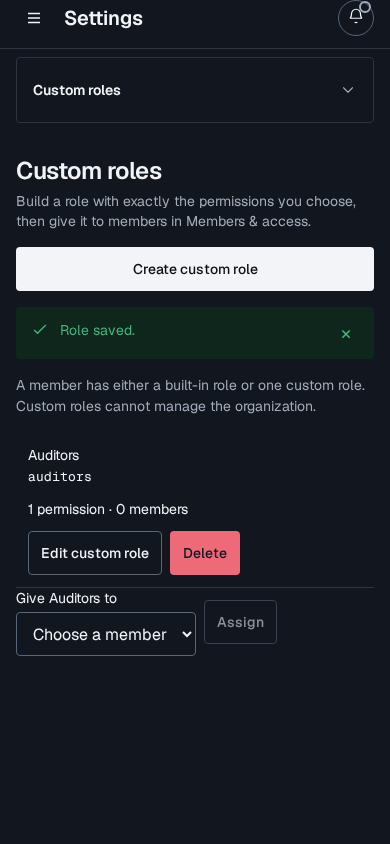 Settings
Custom roles
Custom roles
Build a role with exactly the permissions you choose,
then give it to members in Members & access.
Create custom role
Role saved.
A member has either a built-in role or one custom role.
Custom roles cannot manage the organization.
Auditors
auditors
1 permission · 0 members
Edit custom role
Delete
Give Auditors to
Choose a member
Assign